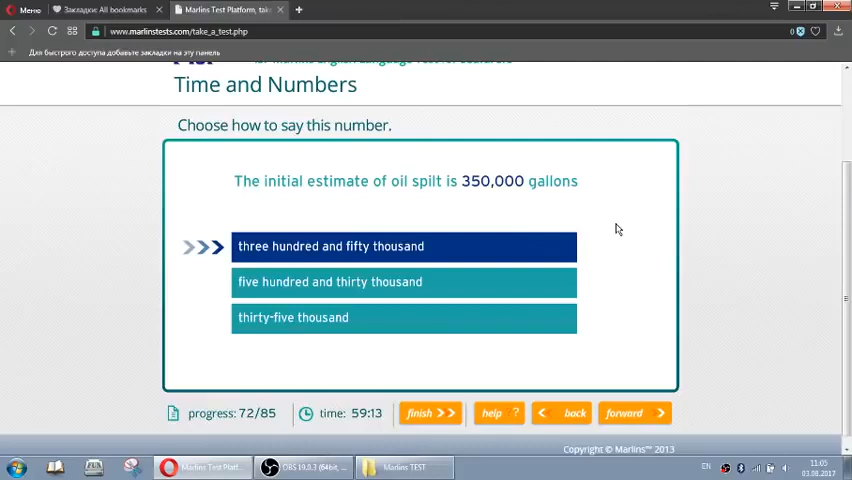 Меню
Закладки: All bookmarks
Marlins Test Platform, take
www.marlinstests.com/take_a_test.php
0
Для быстрого доступа добавьте закладки на эту панель
Time and Numbers
Choose how to say this number.
The initial estimate of oil spilt is 350,000 gallons
three hundred and fifty thousand
five hundred and thirty thousand
thirty-five thousand
progress: 72/85
time: 59:13
finish >>
help ?
<< back
forward >
Copyright © Marlins™ 2013
Marlins Test Platf...
OBS 19.0.3 (64bit, ...
Marlins TEST
EN
11:05
03.08.2017